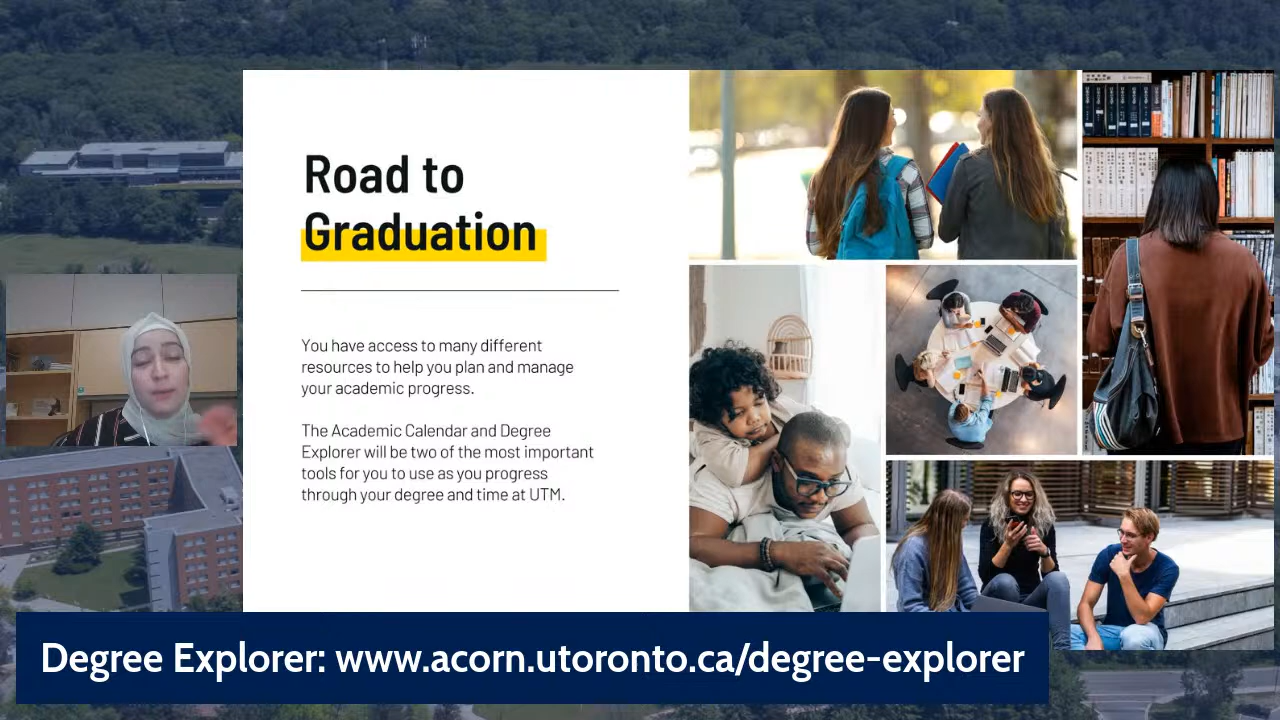 Road to
Graduation
You have access to many different
resources to help you plan and manage
your academic progress.
The Academic Calendar and Degree
Explorer will be two of the most important
tools for you to use as you progress
through your degree and time at UTM.
Degree Explorer: www.acorn.utoronto.ca/degree-explorer